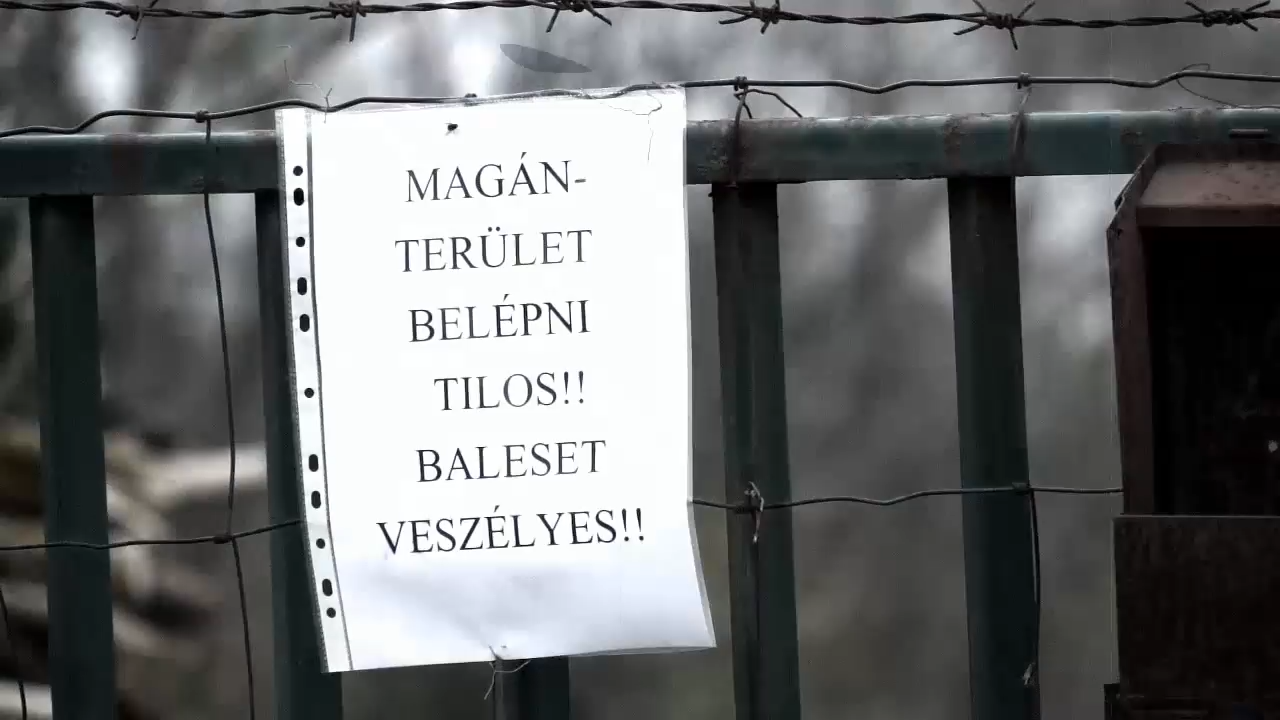 MAGÁN-
TERÜLET
BELÉPNI
TILOS!!
BALESET
VESZÉLYES!!